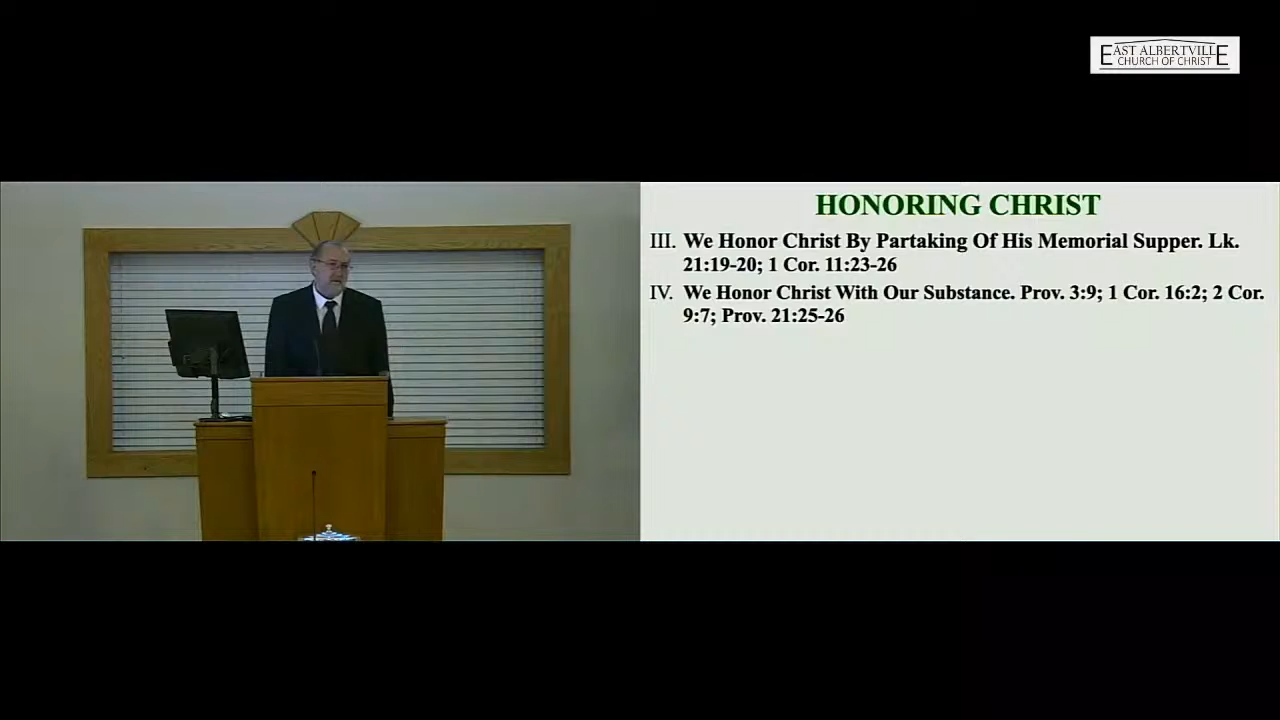 EAST ALBERTVILLE
CHURCH OF CHRIST
HONORING CHRIST
III. We Honor Christ By Partaking Of His Memorial Supper. Lk.
21:19-20; 1 Cor. 11:23-26
IV. We Honor Christ With Our Substance. Prov. 3:9; 1 Cor. 16:2; 2 Cor.
9:7; Prov. 21:25-26